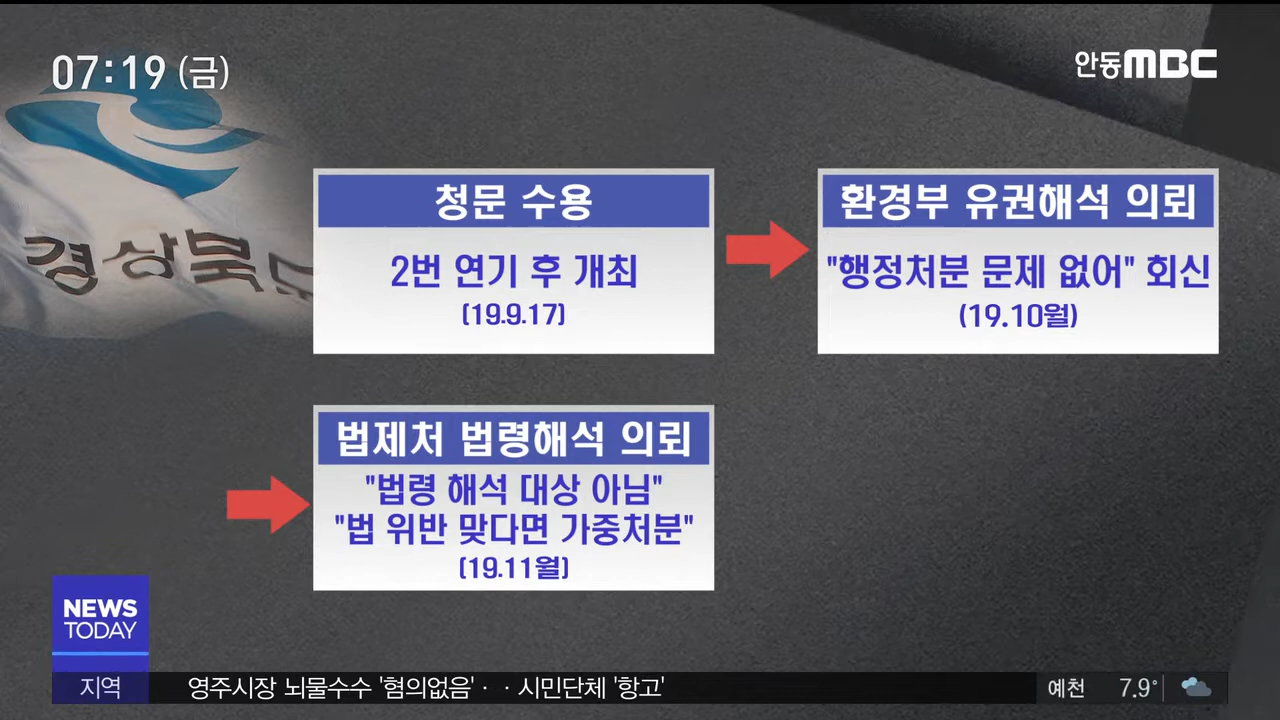 07:19 (금)
안동MBC
경상북도
청문 수용
2번 연기 후 개최
(19.9.17)
환경부 유권해석 의뢰
"행정처분 문제 없어" 회신
(19.10월)
법제처 법령해석 의뢰
"법령 해석 대상 아님"
"법 위반 맞다면 가중처분"
(19.11월)
NEWS
TODAY
지역
영주시장 뇌물수수 '혐의없음'··시민단체 '항고'
예천 7.9°